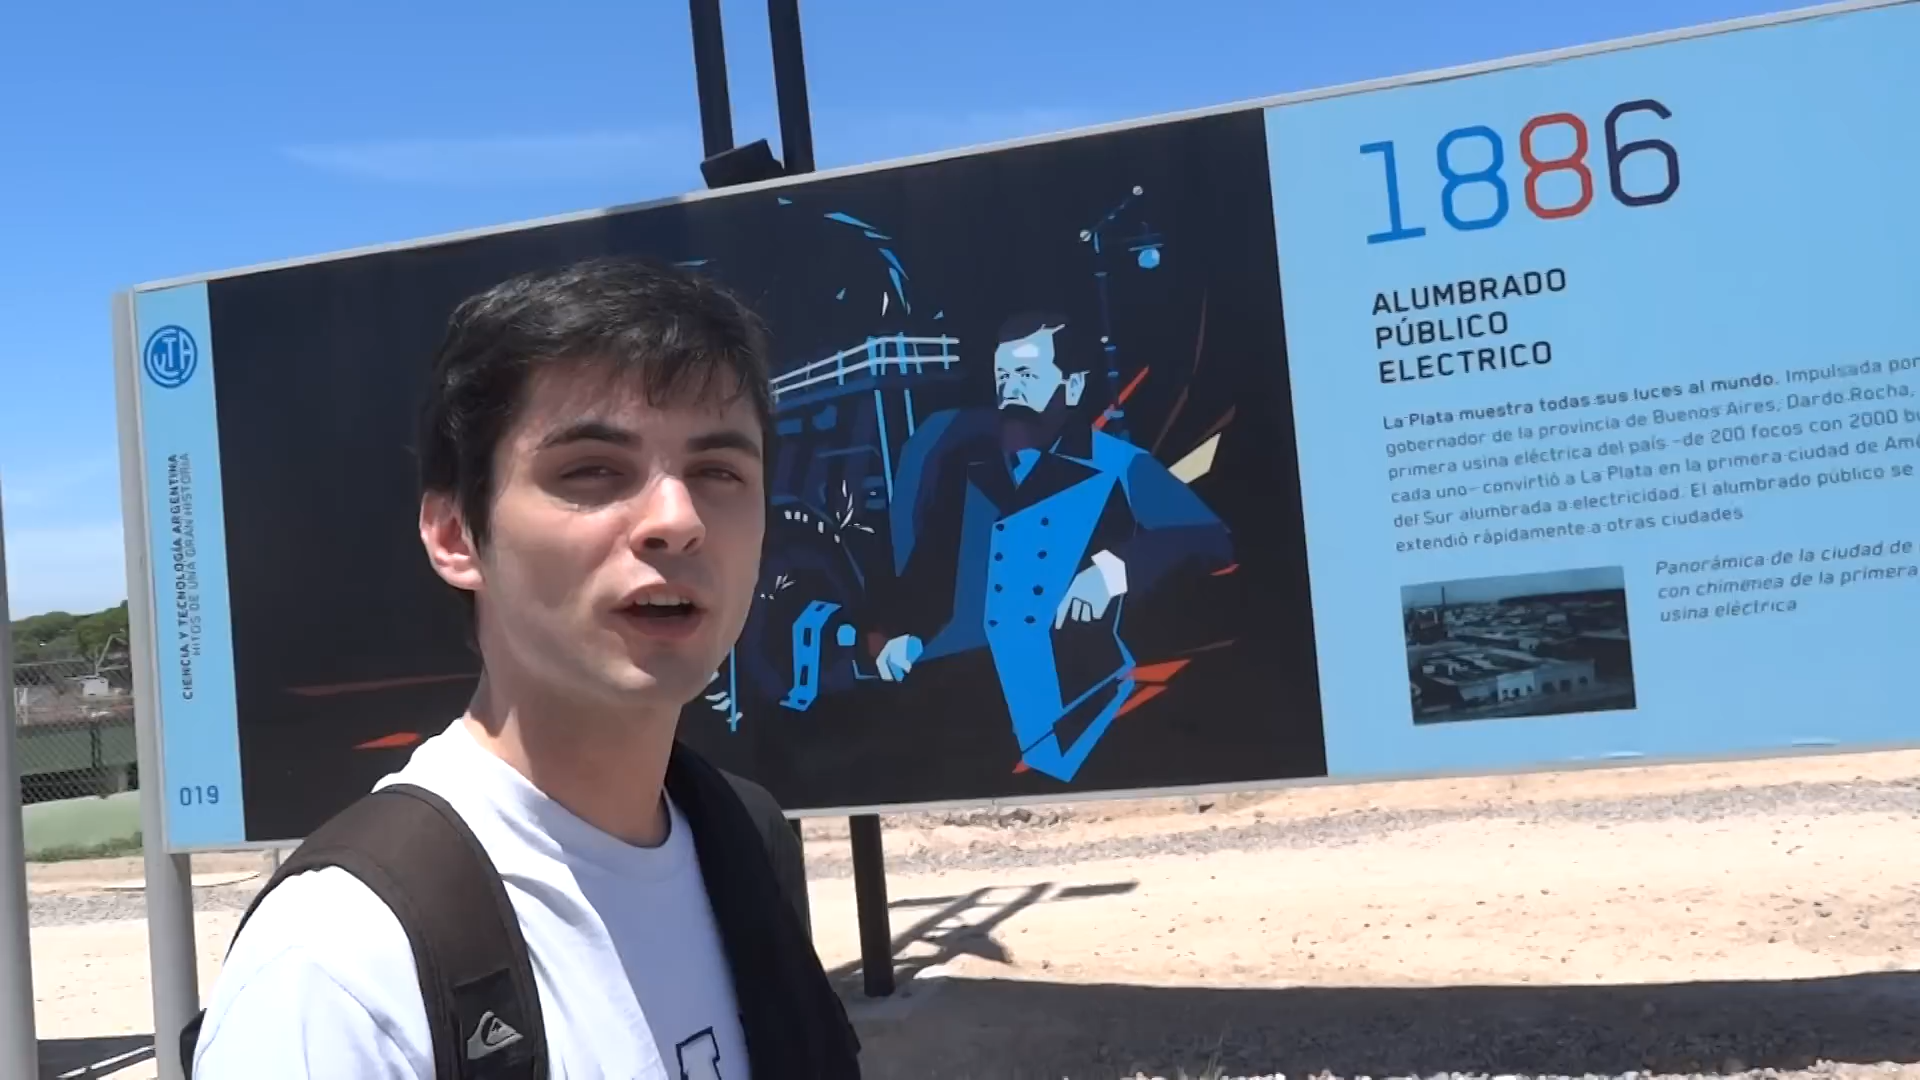 1886
ALUMBRADO
PÚBLICO
ELECTRICO
La Plata muestra todas sus luces al mundo. Impulsada por
gobernador de la provincia de Buenos Aires, Dardo Rocha,
primera usina eléctrica del país -de 200 focos con 2000
cada uno- convirtió a La Plata en la primera ciudad de
del Sur alumbrada a electricidad. El alumbrado público se
extendió rápidamente a otras ciudades
Panorámica de la ciudad de
con chimenea de la primera
usina eléctrica
CIENCIA Y TECNOLOGÍA ARGENTINA
HITOS DE UNA GRAN HISTORIA
019